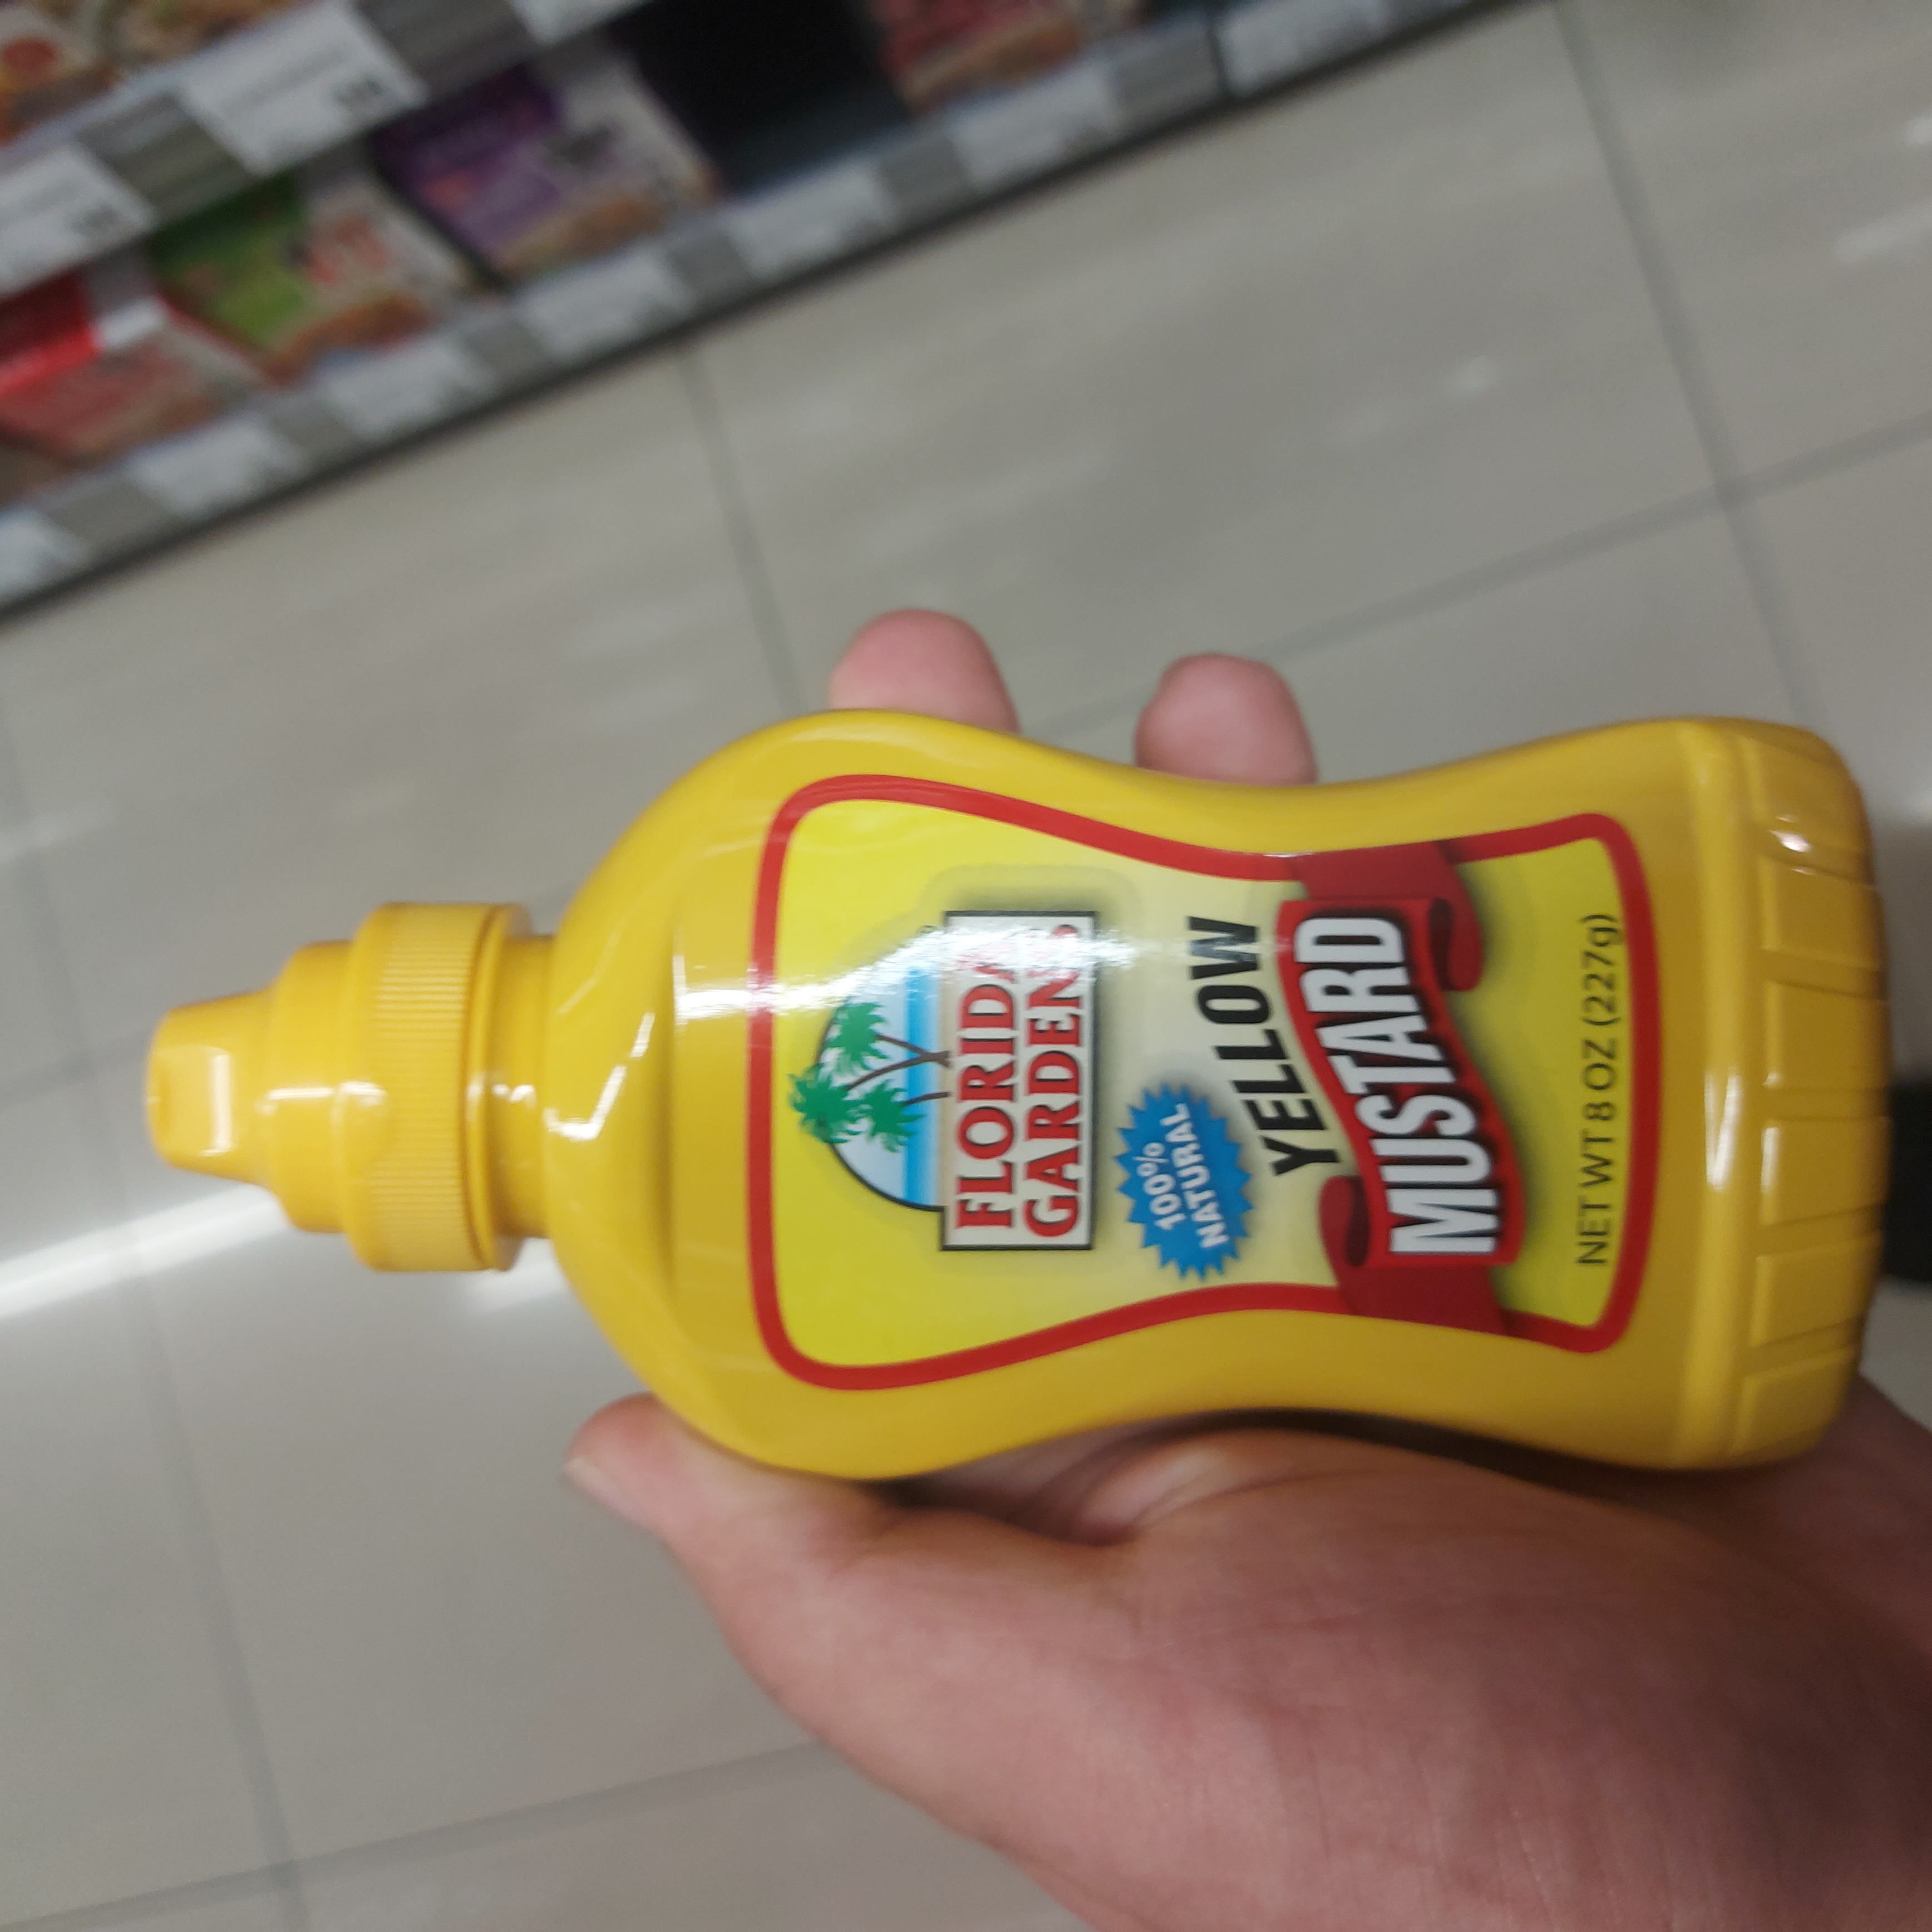 FLORIDA
GARDENS
100%
NATURAL
YELLOW
MUSTARD
NET WT 8 OZ (227g)